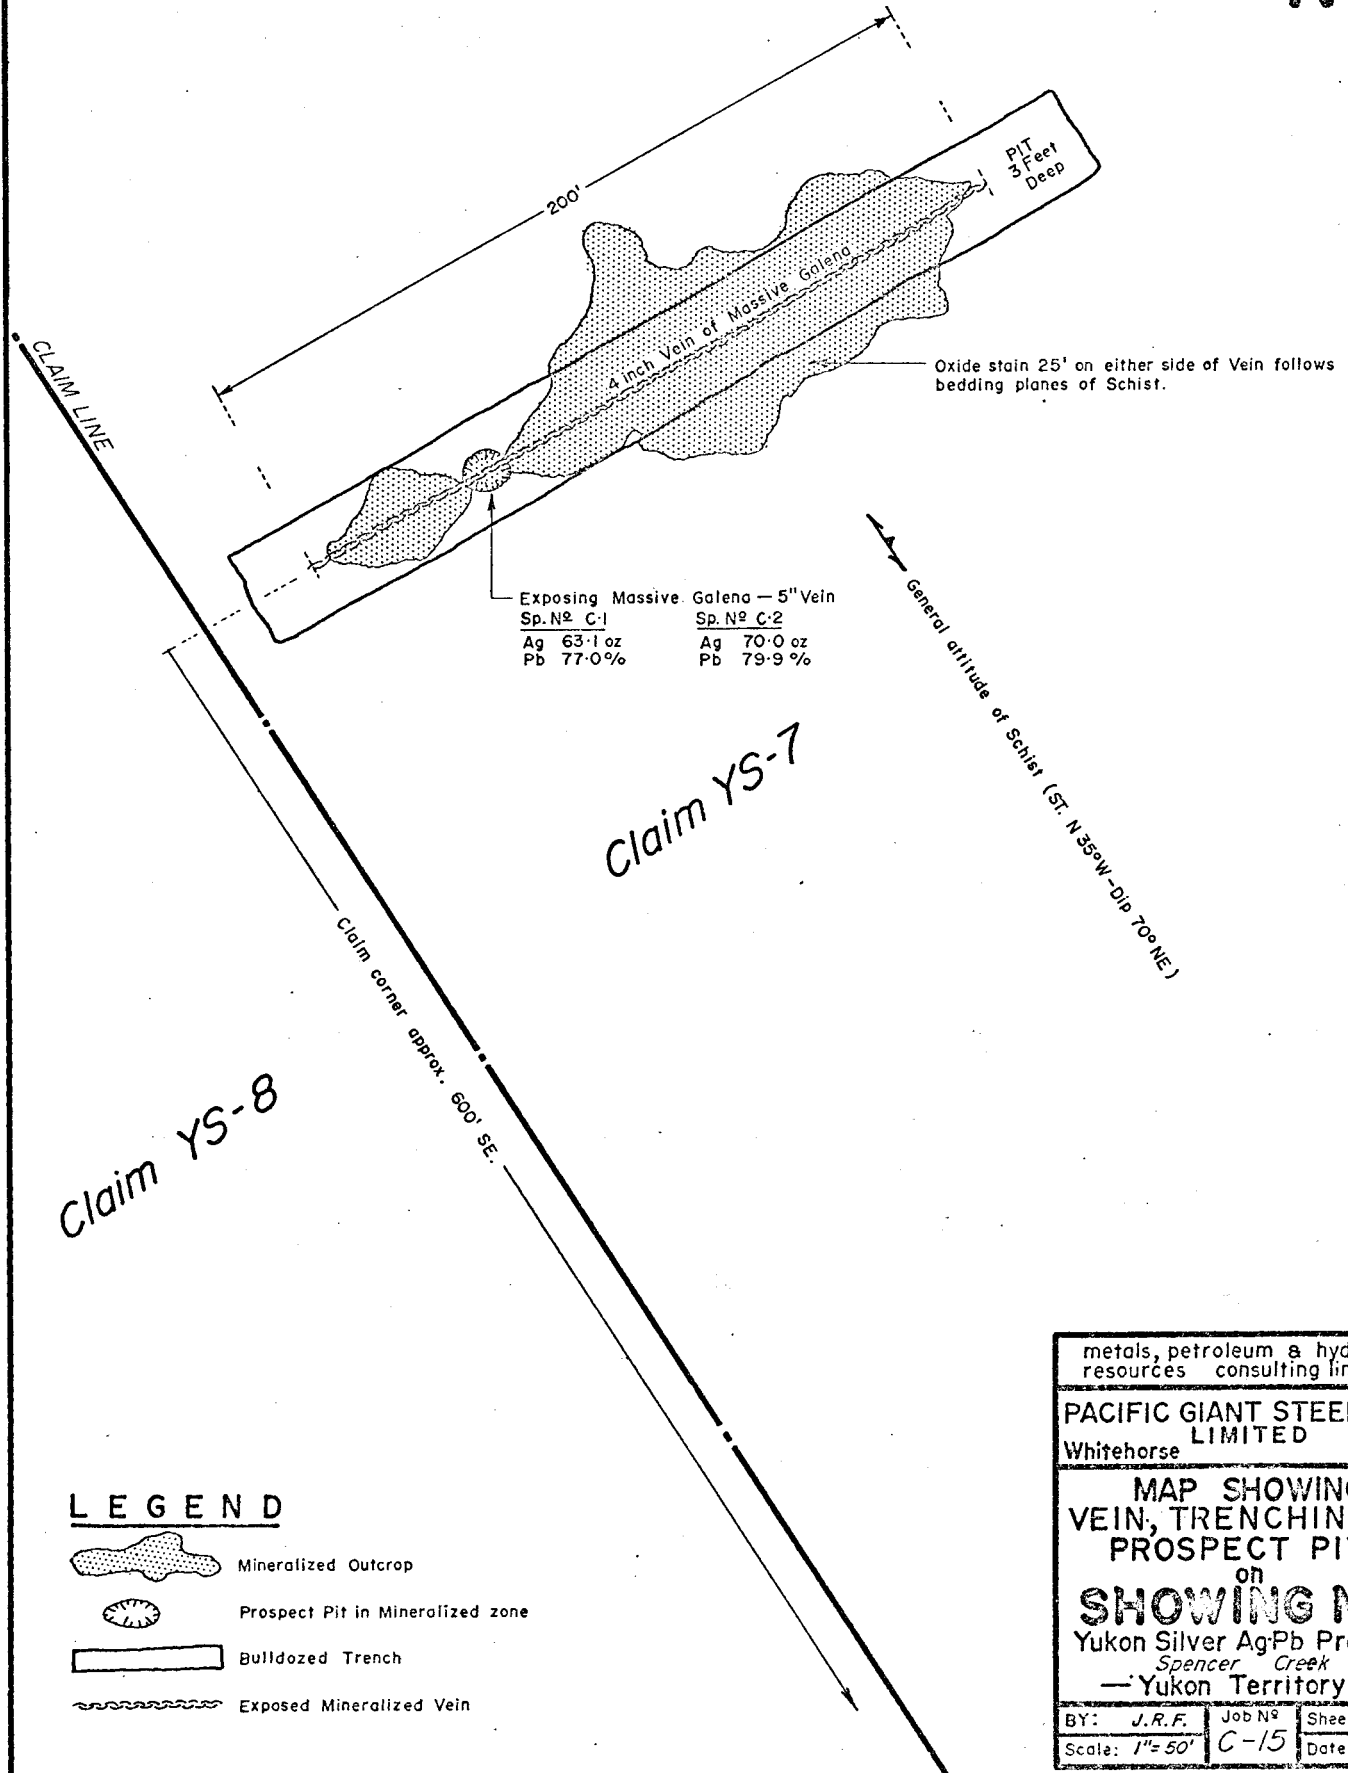 200'
PIT
3 Feet
Deep
4 inch Vein of Massive Galena
CLAIM LINE
Oxide stain 25' on either side of Vein follows
bedding planes of Schist.
Exposing Massive Galena — 5" Vein
Sp. Nº C·1 Sp. Nº C·2
Ag 63·1 oz Ag 70·0 oz
Pb 77·0% Pb 79·9 %
General attitude of Schist (ST. N 35°W - Dip 70° NE)
Claim YS-7
Claim corner approx. 600' SE.
Claim YS-8
LEGEND
Mineralized Outcrop
Prospect Pit in Mineralized zone
Bulldozed Trench
Exposed Mineralized Vein
metals, petroleum & hyd
resources consulting
PACIFIC GIANT STEE
LIMITED
Whitehorse
MAP SHOWING
VEIN, TRENCHIN
PROSPECT PI
on
SHOWING
Yukon Silver Ag·Pb Pr
Spencer Creek
— Yukon Territory
BY: J.R.F. Job Nº Shee
Scale: 1"= 50' C-15 Date